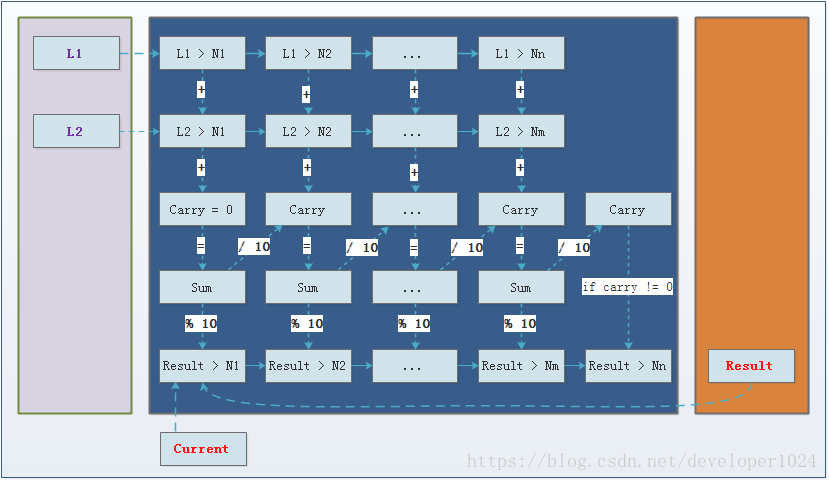 L1
L1 > N1
L1 > N2
...
L1 > Nn
+
+
+
+
L2
L2 > N1
L2 > N2
...
L2 > Nm
+
+
+
+
Carry = 0
Carry
...
Carry
Carry
=
/ 10
=
/ 10
=
/ 10
=
/ 10
Sum
Sum
...
Sum
if carry != 0
% 10
% 10
% 10
% 10
Result > N1
Result > N2
...
Result > Nm
Result > Nn
Result
Current
https://blog.csdn.net/developer1024